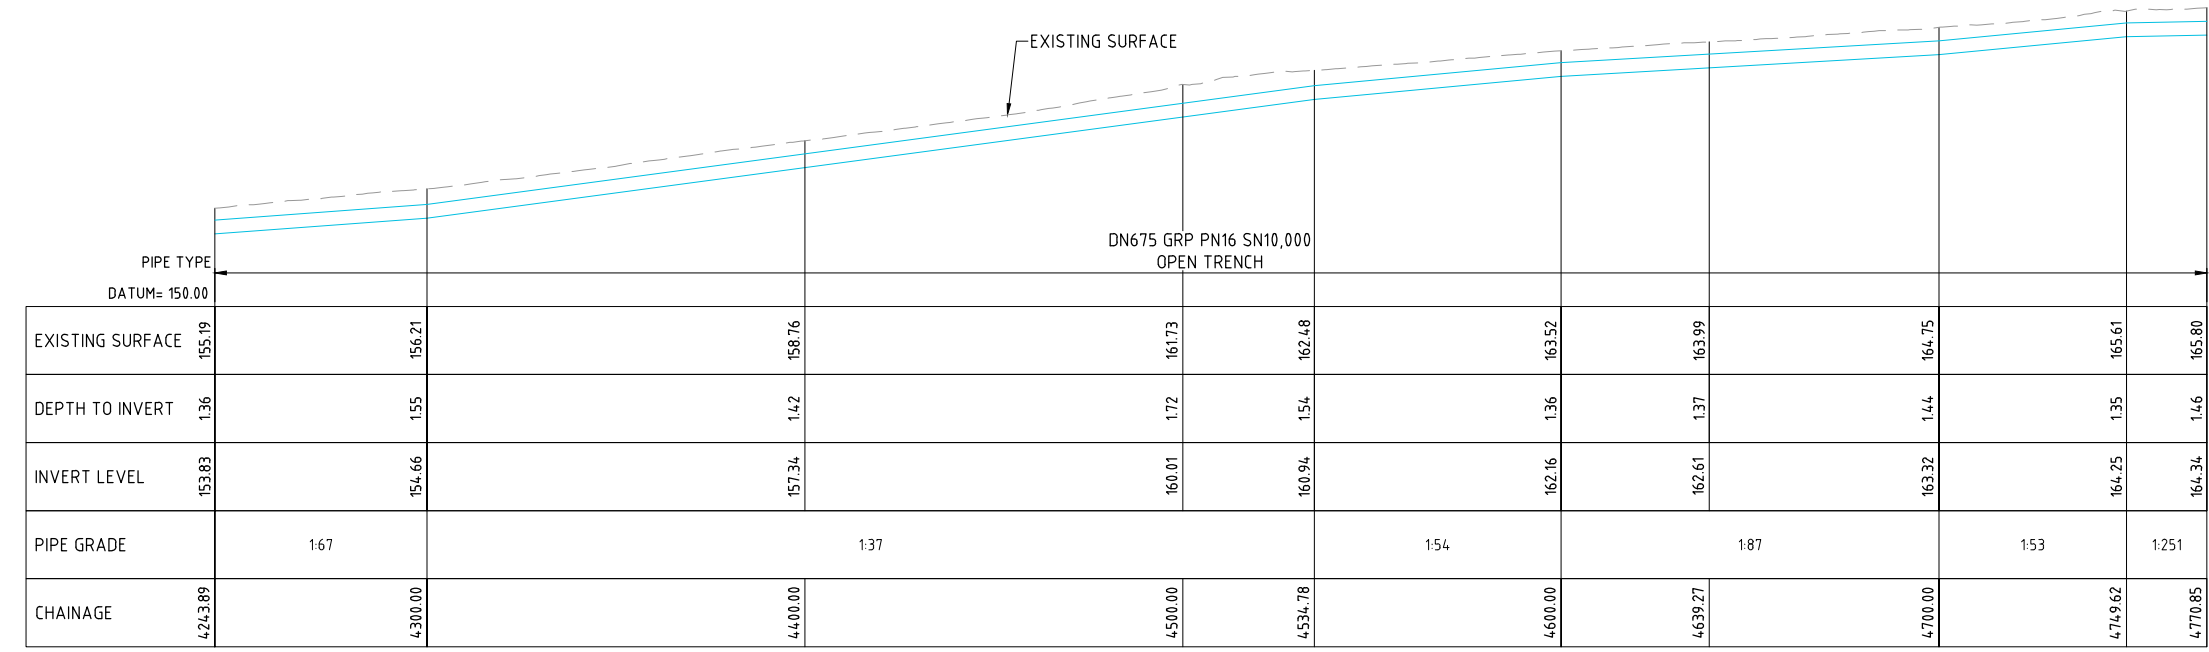 EXISTING SURFACE
DN675 GRP PN16 SN10,000
PIPE TYPE
OPEN TRENCH
DATUM= 150.00
EXISTING SURFACE 155.19 156.21 158.76 161.73 162.48 163.52 163.99 164.75 165.61 165.80
DEPTH TO INVERT 1.36 1.55 1.42 1.72 1.54 1.36 1.37 1.44 1.35 1.46
INVERT LEVEL 153.83 154.66 157.34 160.01 160.94 162.16 162.61 163.32 164.25 164.34
PIPE GRADE 1:67 1:37 1:54 1:87 1:53 1:251
CHAINAGE 4243.89 4300.00 4400.00 4500.00 4534.78 4600.00 4639.27 4700.00 4749.62 4770.85